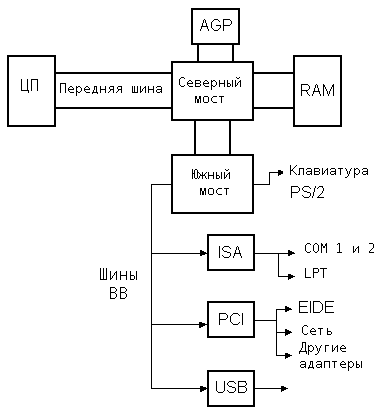 AGP
ЦП
Передняя шина
Северный
мост
RAM
Южный
мост
Клавиатура
PS/2
Шины
ВВ
ISA
COM 1 и 2
LPT
PCI
EIDE
Сеть
Другие
адаптеры
USB